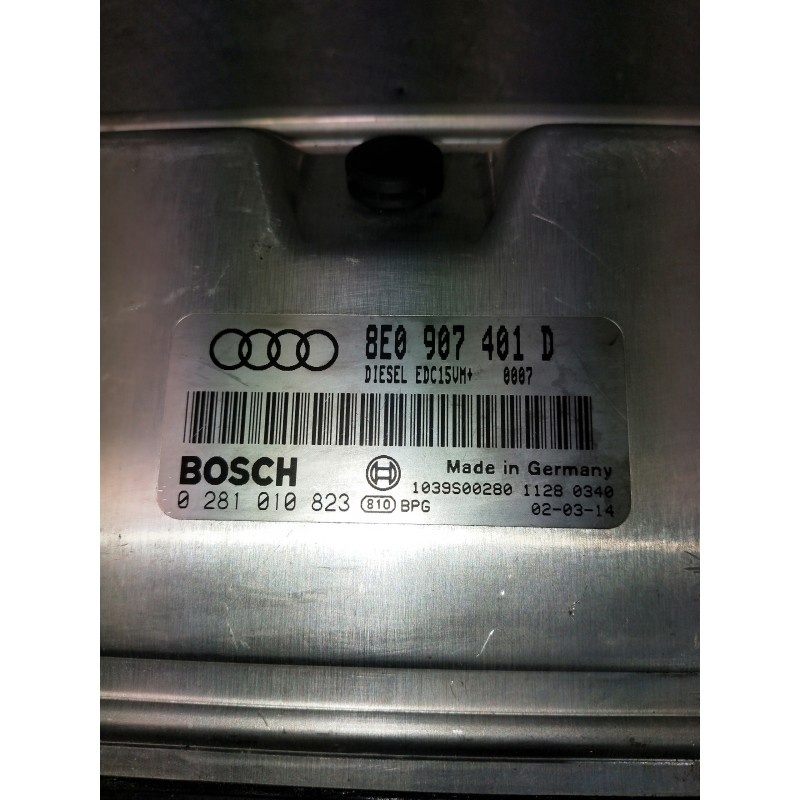 8E0 907 401 D
DIESEL EDC15VM+ 0007
BOSCH
Made in Germany
0 281 010 823
810
BPG
1039S00280 1128 0340
02-03-14